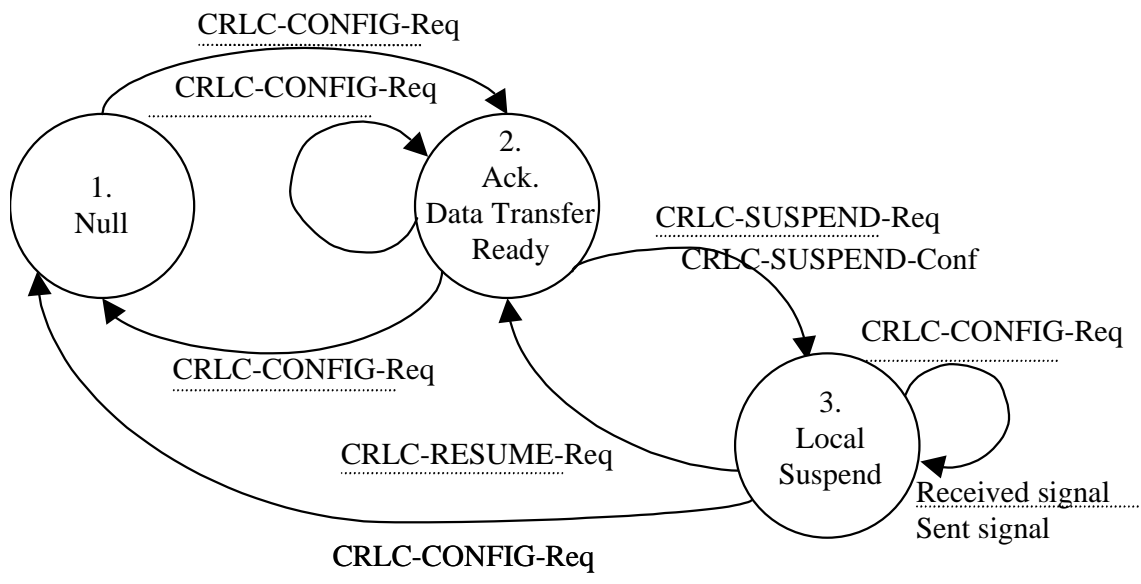 CRLC-CONFIG-Req
CRLC-CONFIG-Req
1.
Null
2.
Ack.
Data Transfer
Ready
CRLC-SUSPEND-Req
CRLC-SUSPEND-Conf
CRLC-CONFIG-Req
CRLC-CONFIG-Req
3.
Local
Suspend
CRLC-RESUME-Req
Received signal
Sent signal
CRLC-CONFIG-Req